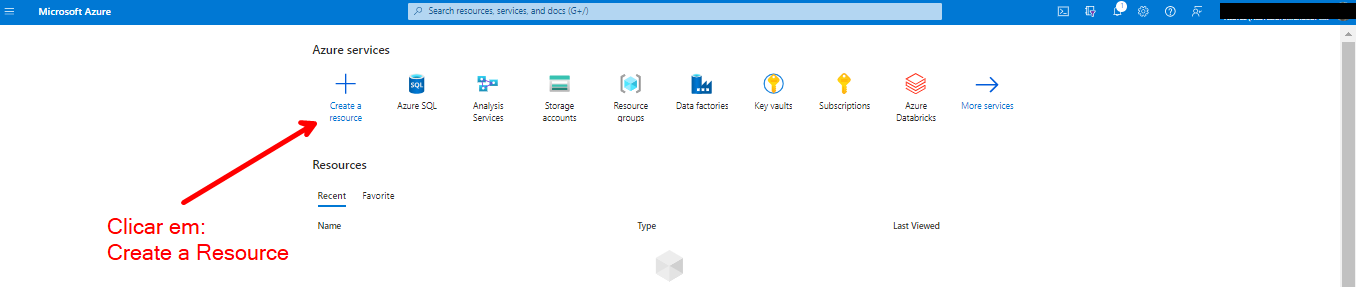 Microsoft Azure
Search resources, services, and docs (G+/)
1
Azure services
Create a resource
SQL
Azure SQL
Analysis Services
Storage accounts
Resource groups
Data factories
Key vaults
Subscriptions
Azure Databricks
More services
Resources
Recent
Favorite
Clicar em:
Create a Resource
Name
Type
Last Viewed